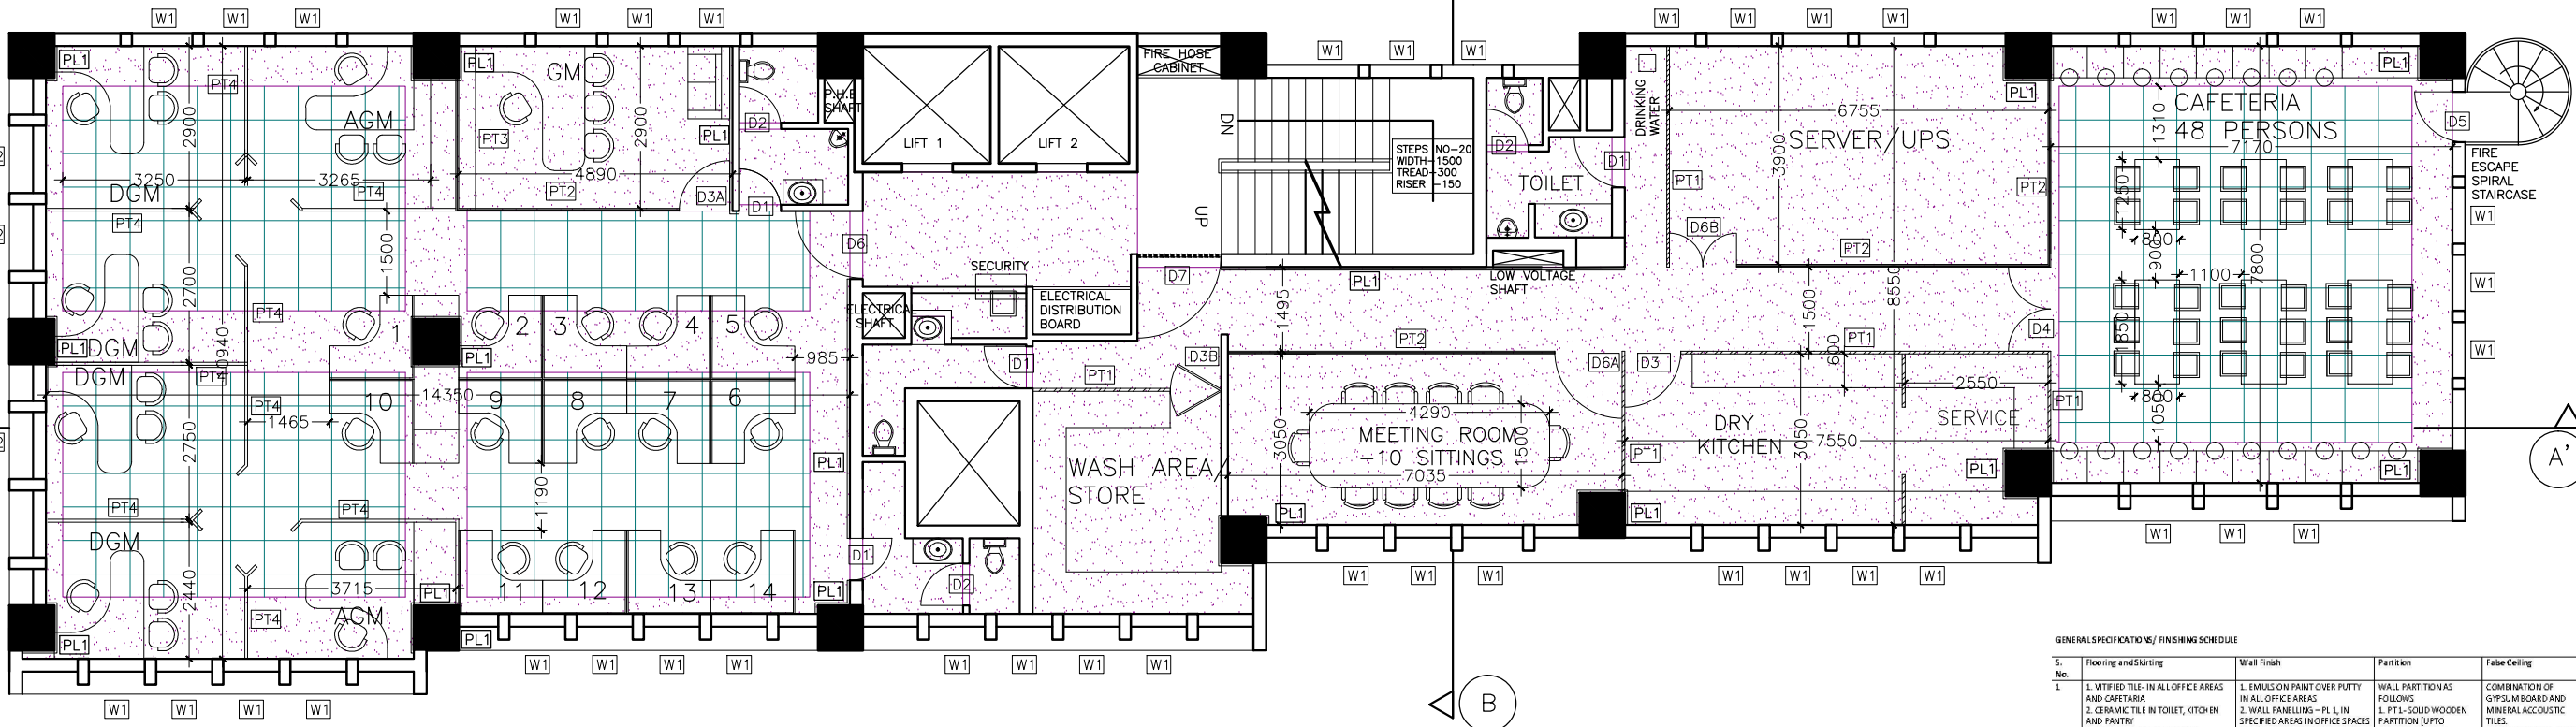 W1 W1 W1 W1 W1 W1 W1 W1 W1 W1 W1 W1 W1
W1 W1 W1
PL1 PL1 PL1 PL1
PT4
AGM
GM
2900
2900
3250
3265
PT4
DGM
PT4
PT3
PT2
4890
PL1
D3A
D2
D1
P.H.E
SHAFT
LIFT 1
LIFT 2
FIRE HOSE
CABINET
DN
UP
STEPS NO-20
WIDTH-1500
TREAD-300
RISER -150
D2
D1
TOILET
DRINKING
WATER
6755
SERVER/UPS
3900
PL1
PT1
PT2
D6B
PT2
CAFETERIA
48 PERSONS
7170
1310
1250
800
900
1100
7800
1850
800
1050
D5
FIRE
ESCAPE
SPIRAL
STAIRCASE
W1
W1
W1
1500
2700
PT4
D6
SECURITY
ELECTRICAL
SHAFT
ELECTRICAL
DISTRIBUTION
BOARD
D7
LOW VOLTAGE
SHAFT
PL1
1495
1500
8550
1 2 3 4 5
PL1
DGM
PL1
DGM
PT4
PT4
985
14350
10 9 8 7 6
1465
2750
D1
PT1
D3B
PT2
D6A
D3
PT1
600
D4
2550
PT1
4290
MEETING ROOM
-10 SITTINGS
1500
3050
7035
DRY
KITCHEN
7550
3050
SERVICE
PT1
PL1
PL1
A'
WASH AREA/
STORE
PL1
1190
PT4
PT4
DGM
2440
3715
PT4
AGM
PL1
PL1
11 12 13 14
PL1
PL1
D1
D2
PL1
PL1
W1 W1 W1
W1 W1 W1 W1 W1 W1 W1
W1 W1 W1 W1 W1 W1 W1 W1
W1 W1 W1 W1
B
GENERAL SPECIFICATIONS/ FINISHING SCHEDULE
S. No. Flooring and Skirting Wall Finish Partition False Ceiling
1 1. VITIFIED TILE- IN ALL OFFICE AREAS AND CAFETARIA
2. CERAMIC TILE IN TOILET, KITCHEN AND PANTRY
1. EMULSION PAINT OVER PUTTY IN ALL OFFICE AREAS
2. WALL PANELLING – PL 1, IN SPECIFIED AREAS IN OFFICE SPACES
WALL PARTITION AS FOLLOWS
1. PT1- SOLID WOODEN PARTITION [UPTO
COMBINATION OF GYPSUM BOARD AND MINERAL ACCOUSTIC TILES.